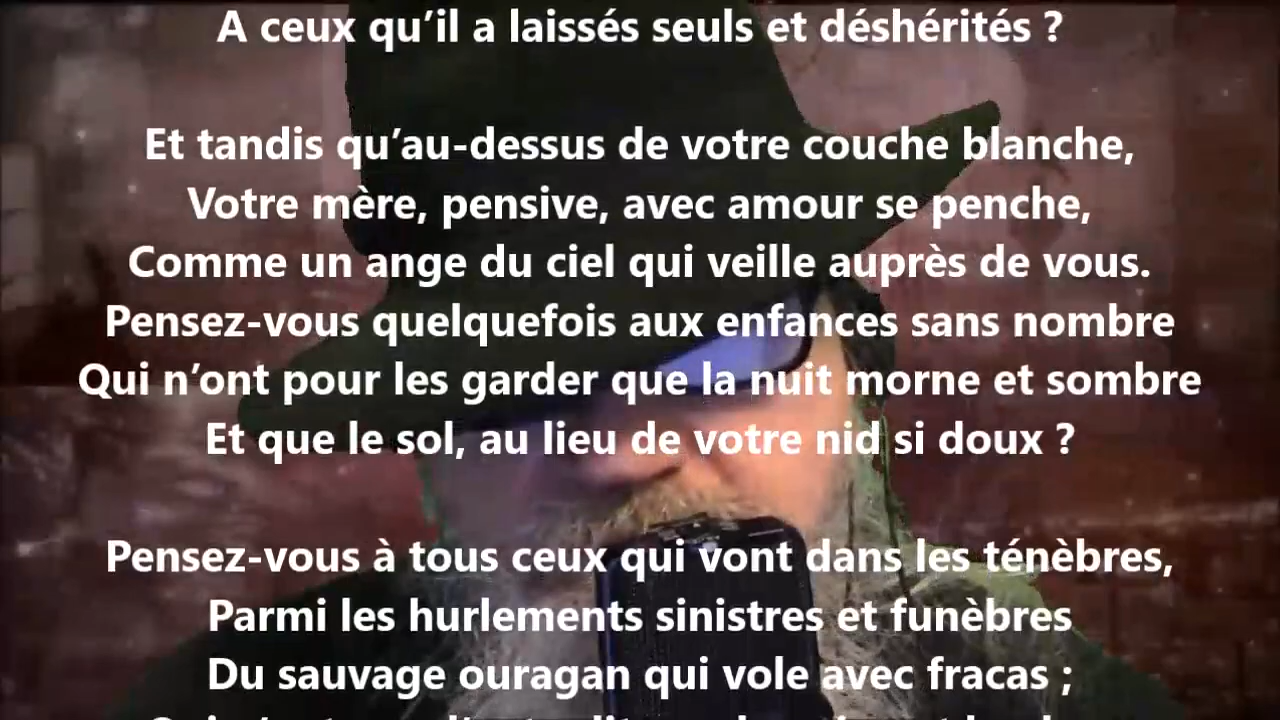 A ceux qu’il a laissés seuls et déshérités ?
Et tandis qu’au-dessus de votre couche blanche,
Votre mère, pensive, avec amour se penche,
Comme un ange du ciel qui veille auprès de vous.
Pensez-vous quelquefois aux enfances sans nombre
Qui n’ont pour les garder que la nuit morne et sombre
Et que le sol, au lieu de votre nid si doux ?
Pensez-vous à tous ceux qui vont dans les ténèbres,
Parmi les hurlements sinistres et funèbres
Du sauvage ouragan qui vole avec fracas ;